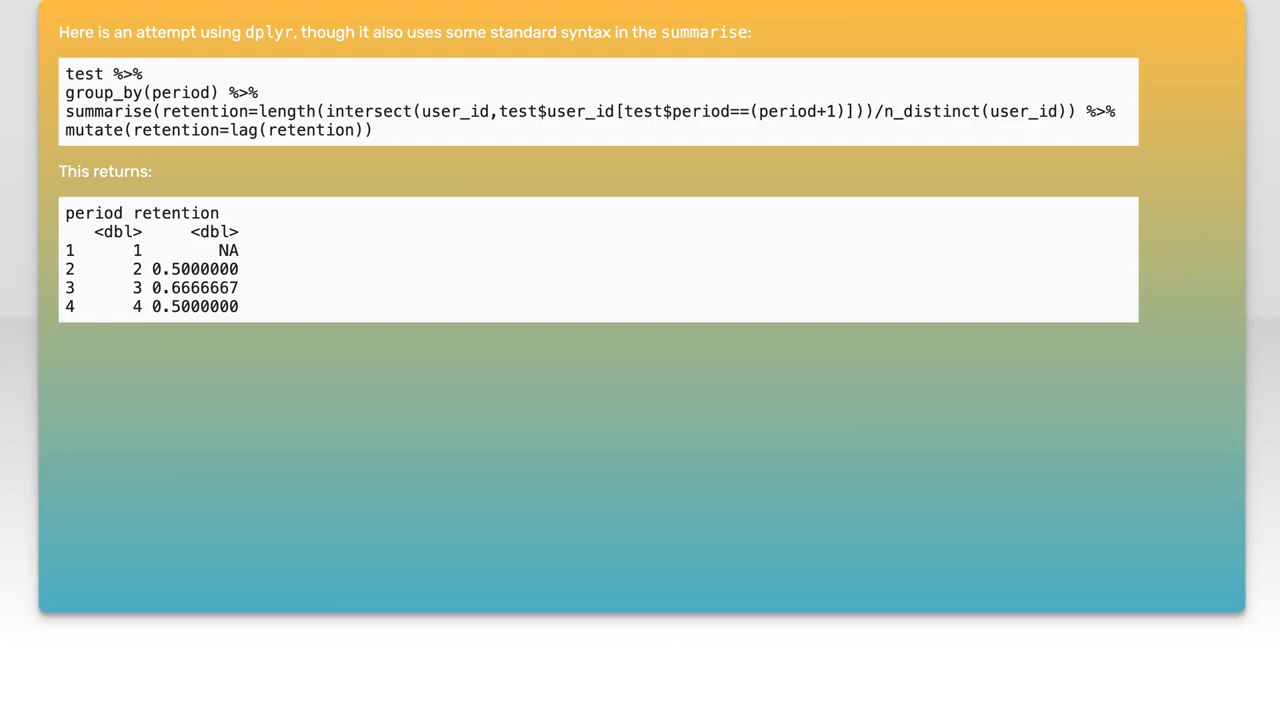 Here is an attempt using dplyr, though it also uses some standard syntax in the summarise:
test %>%
group_by(period) %>%
summarise(retention=length(intersect(user_id,test$user_id[test$period==(period+1)]))/n_distinct(user_id)) %>%
mutate(retention=lag(retention))
This returns:
period retention
   <dbl>     <dbl>
1      1        NA
2      2 0.5000000
3      3 0.6666667
4      4 0.5000000